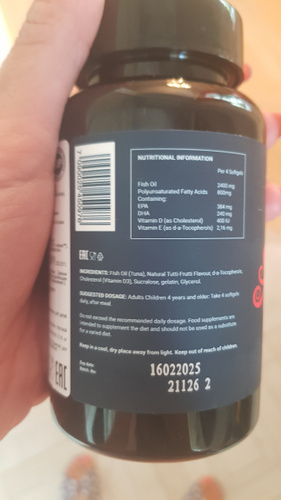 NUTRITIONAL INFORMATION
Per 4 Softgels
Fish Oil 2400 mg
Polyunsaturated Fatty Acids 800mg
Containing:
EPA 384 mg
DHA 240 mg
Vitamin D (as Cholesterol) 400 IU
Vitamin E (as d-α-Tocopherols) 2,16 mg
EAC
INGREDIENTS: Fish Oil (Tuna), Natural Tutti-Frutti Flavour, d-α-Tocopherols,
Cholesterol (Vitamin D3), Sucralose, gelatin, Glycerol.
SUGGESTED DOSAGE: Adults Children 4 years and older: Take 4 softgels
daily, after meal
Do not exceed the recommended daily dosage. Food supplements are
intended to supplement the diet and should not be used as a substitute
for a varied diet.
Keep in a cool, dry place away from light. Keep out of reach of children.
16022025
21126 2
EAC